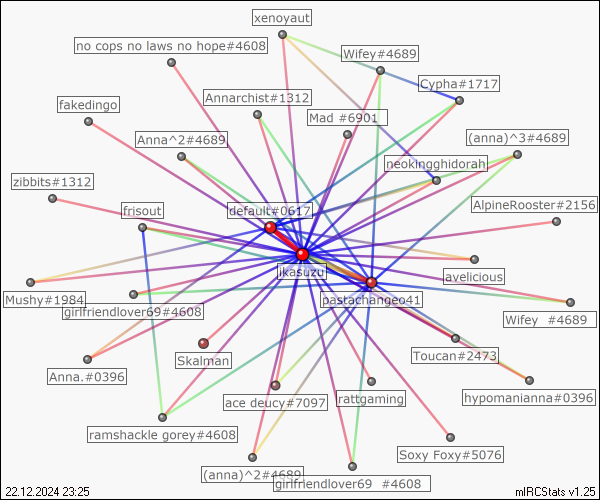 xenoyaut
no cops no laws no hope#4608
Wifey#4689
Cypha#1717
fakedingo
Annarchist#1312
Mad #6901
Anna^2#4689
(anna)^3#4689
neokingghidorah
zibbits#1312
frisout
default#0617
AlpineRooster#2156
ikasuzu
avelicious
Mushy#1984
girlfriendlover69#4608
pastachangeo41
Wifey #4689
Skalman
Toucan#2473
Anna.#0396
ace deucy#7097
rattgaming
hypomanianna#0396
ramshackle gorey#4608
Soxy Foxy#5076
(anna)^2#4689
girlfriendlover69 #4608
22.12.2024 23:25
mIRCStats v1.25